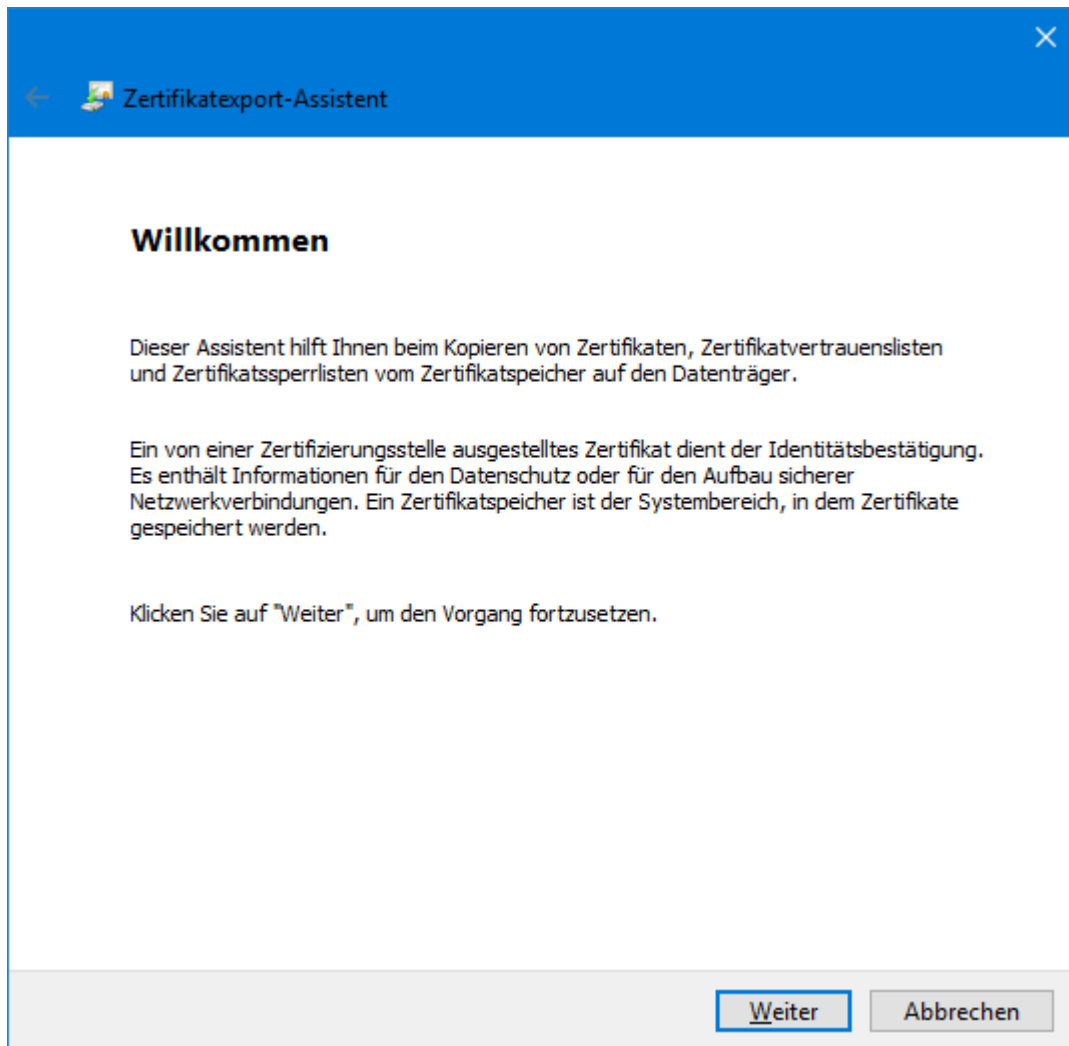 Zertifikatexport-Assistent
Willkommen
Dieser Assistent hilft Ihnen beim Kopieren von Zertifikaten, Zertifikatvertrauenslisten
und Zertifikatssperrlisten vom Zertifikatspeicher auf den Datenträger.
Ein von einer Zertifizierungsstelle ausgestelltes Zertifikat dient der Identitätsbestätigung.
Es enthält Informationen für den Datenschutz oder für den Aufbau sicherer
Netzwerkverbindungen. Ein Zertifikatspeicher ist der Systembereich, in dem Zertifikate
gespeichert werden.
Klicken Sie auf "Weiter", um den Vorgang fortzusetzen.
Weiter Abbrechen